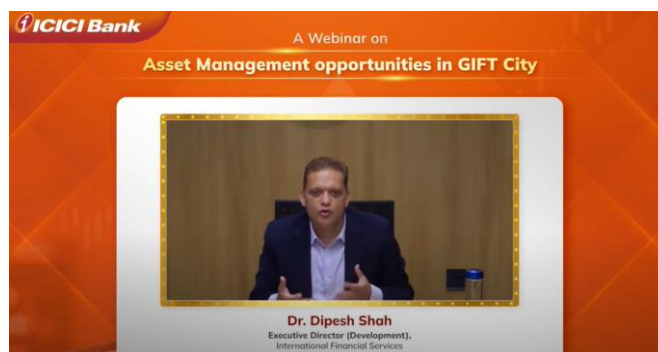 ICICI Bank
A Webinar on
Asset Management opportunities in GIFT City
Dr. Dipesh Shah
Executive Director (Development),
International Financial Services